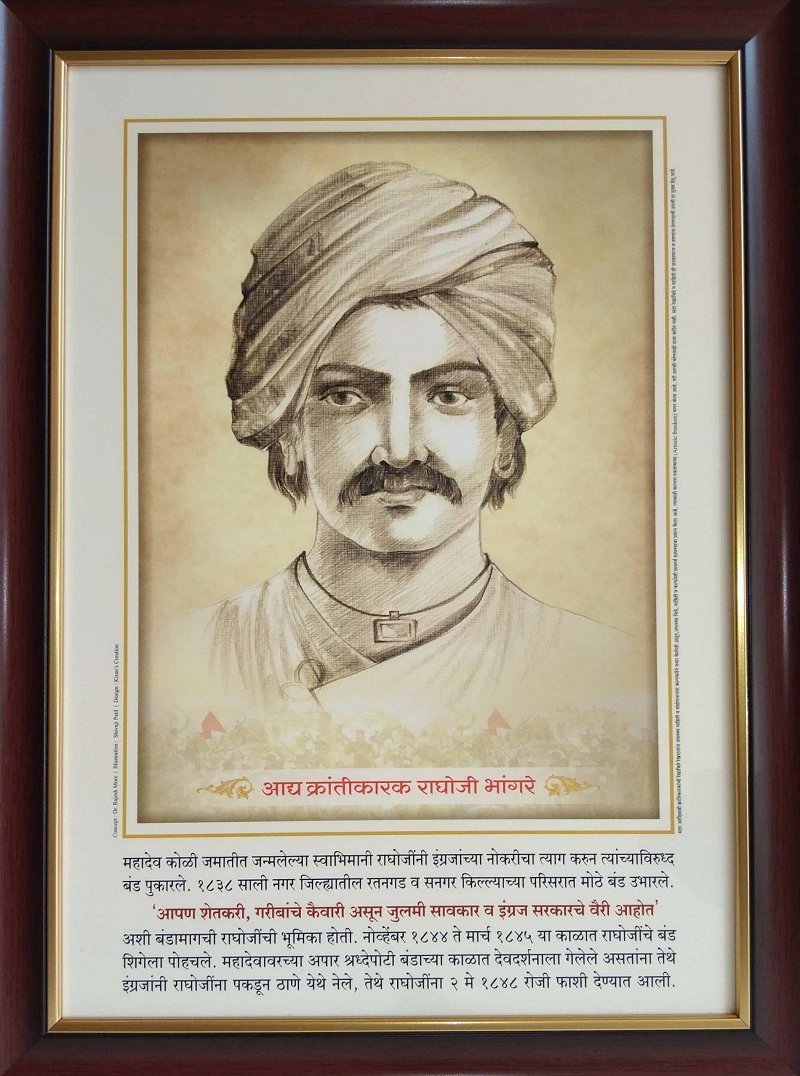 आद्य क्रांतीकारक राघोजी भांगरे
महादेव कोळी जमातीत जन्मलेल्या स्वाभिमानी राघोजींनी इंग्रजांच्या नोकरीचा त्याग करुन त्यांच्याविरुध्द
बंड पुकारले. १८३८ साली नगर जिल्ह्यातील रतनगड व सनगर किल्ल्याच्या परिसरात मोठे बंड उभारले.
‘आपण शेतकरी, गरीबांचे कैवारी असून जुलमी सावकार व इंग्रज सरकारचे वैरी आहोत’
अशी बंडामागची राघोजींची भूमिका होती. नोव्हेंबर १८४४ ते मार्च १८४५ या काळात राघोजींचे बंड
शिगेला पोहचले. महादेवावरच्या अपार श्रध्देपोटी बंडाच्या काळात देवदर्शनाला गेलेले असतांना तेथे
इंग्रजांनी राघोजींना पकडून ठाणे येथे नेले, तेथे राघोजींना २ मे १८४८ रोजी फाशी देण्यात आली.
Concept : Dr. Rajesh More | Illustration : Shivaji Patil | Design : Kiran's Creation